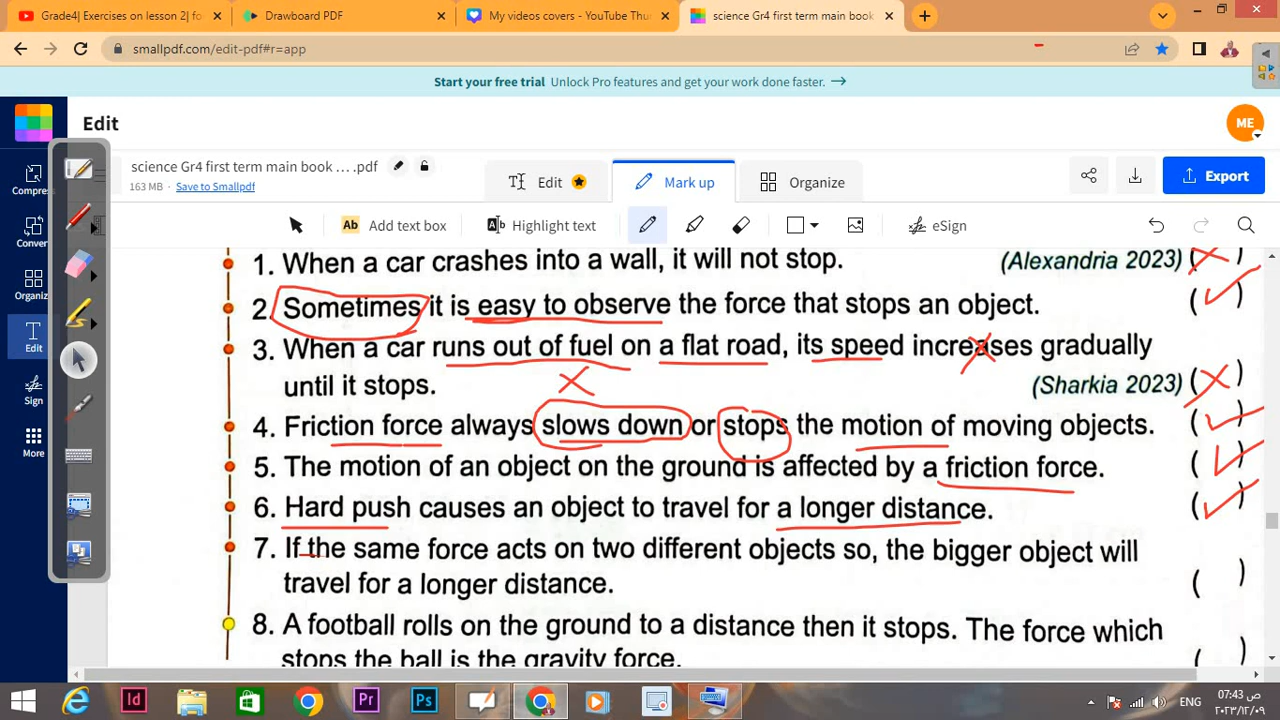 Grade4| Exercises on lesson 2| fo
Drawboard PDF
My videos covers - YouTube Thu
science Gr4 first term main book
smallpdf.com/edit-pdf#r=app
Start your free trial Unlock Pro features and get your work done faster. →
Edit
ME
science Gr4 first term main book ... .pdf
163 MB • Save to Smallpdf
Edit
Mark up
Organize
Export
Ab Add text box
Highlight text
eSign
Compre
Conver
Organiz
Edit
Sign
More
1. When a car crashes into a wall, it will not stop. (Alexandria 2023) (X)
2. Sometimes it is easy to observe the force that stops an object. (✓)
3. When a car runs out of fuel on a flat road, its speed increases gradually
until it stops. (Sharkia 2023) (X)
4. Friction force always slows down or stops the motion of moving objects. (✓)
5. The motion of an object on the ground is affected by a friction force. (✓)
6. Hard push causes an object to travel for a longer distance. (✓)
7. If the same force acts on two different objects so, the bigger object will
travel for a longer distance. ( )
8. A football rolls on the ground to a distance then it stops. The force which
stops the ball is the gravity force. ( )
Id
Pr
Ps
ENG
07:43 ص
٢٠٢٣/١٢/٠٩